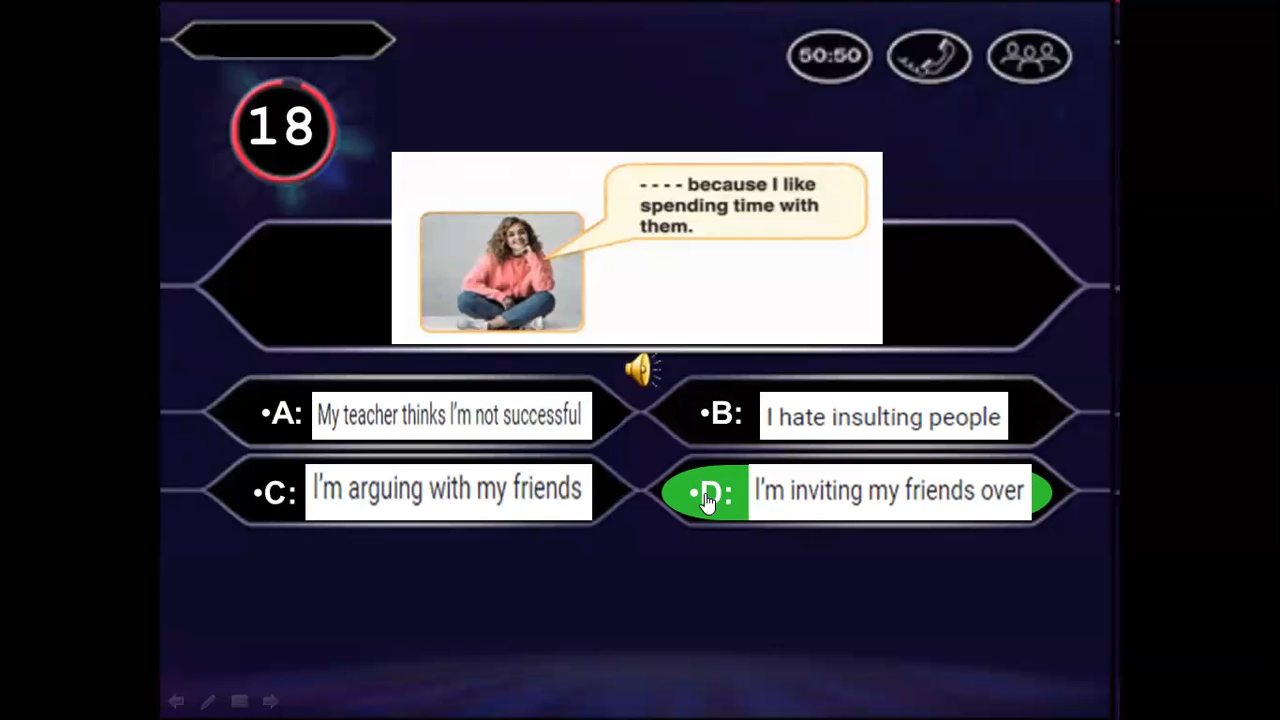 50:50
18
- - - - because I like
spending time with
them.
•A: My teacher thinks I'm not successful
•B: I hate insulting people
•C: I'm arguing with my friends
•D: I'm inviting my friends over